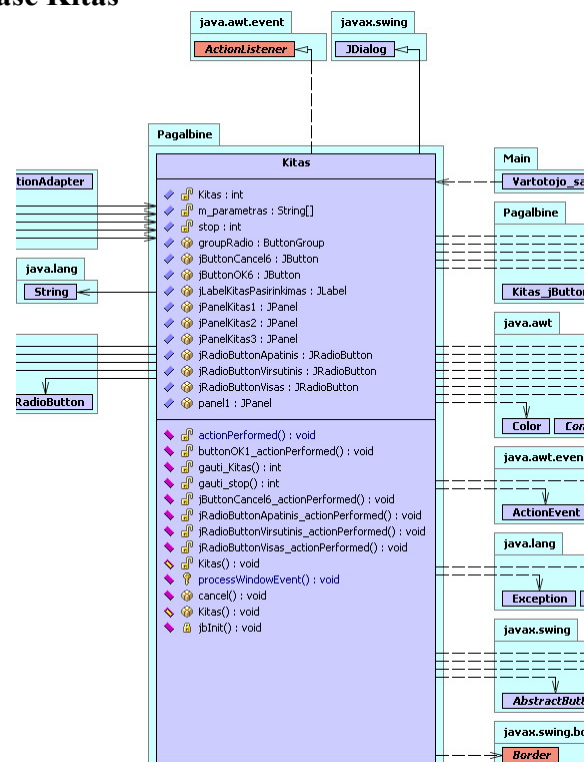 Kitas
java.awt.event
ActionListener
javax.swing
JDialog
Pagalbine
Kitas
Kitas : int
m_parametras : String[]
stop : int
groupRadio : ButtonGroup
jButtonCancel6 : JButton
jButtonOK6 : JButton
jLabelKitasPasirinkimas : JLabel
jPanelKitas1 : JPanel
jPanelKitas2 : JPanel
jPanelKitas3 : JPanel
jRadioButtonApatinis : JRadioButton
jRadioButtonVirsutinis : JRadioButton
jRadioButtonVisas : JRadioButton
panel1 : JPanel
actionPerformed() : void
buttonOK1_actionPerformed() : void
gauti_Kitas() : int
gauti_stop() : int
jButtonCancel6_actionPerformed() : void
jRadioButtonApatinis_actionPerformed() : void
jRadioButtonVirsutinis_actionPerformed() : void
jRadioButtonVisas_actionPerformed() : void
Kitas() : void
processWindowEvent() : void
cancel() : void
Kitas() : void
jbInit() : void
tionAdapter
java.lang
String
RadioButton
Main
Vartotojo_sa
Pagalbine
Kitas_jButto
java.awt
Color
Con
java.awt.even
ActionEvent
java.lang
Exception
javax.swing
AbstractButt
javax.swing.bo
Border